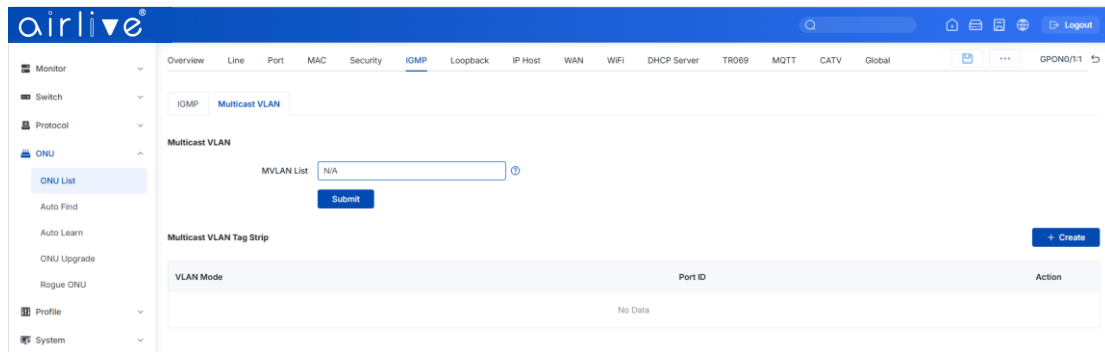 airlive®
Logout
Monitor
Switch
Protocol
ONU
ONU List
Auto Find
Auto Learn
ONU Upgrade
Rogue ONU
Profile
System
Overview Line Port MAC Security IGMP Loopback IP Host WAN WiFi DHCP Server TR069 MQTT CATV Global GPON0/1:1
IGMP Multicast VLAN
Multicast VLAN
MVLAN List N/A
Submit
Multicast VLAN Tag Strip + Create
VLAN Mode Port ID Action
No Data